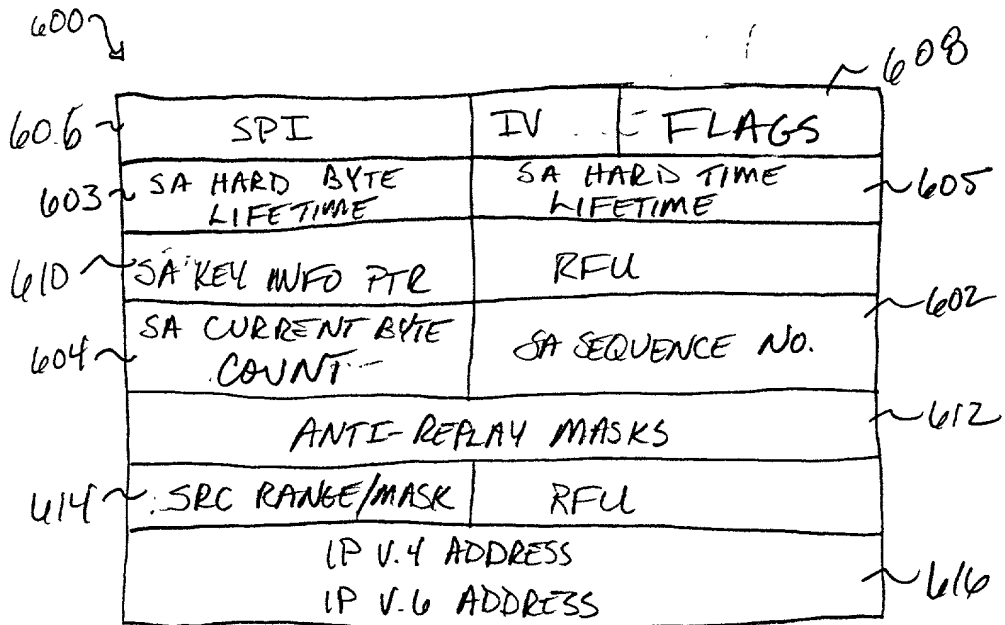 600
608
606 SPI IV FLAGS
603 SA HARD BYTE LIFETIME SA HARD TIME LIFETIME 605
610 SA KEY INFO PTR RFU
602
604 SA CURRENT BYTE COUNT SA SEQUENCE NO.
ANTI-REPLAY MASKS 612
614 SRC RANGE/MASK RFU
IP V.4 ADDRESS
IP V.6 ADDRESS 616